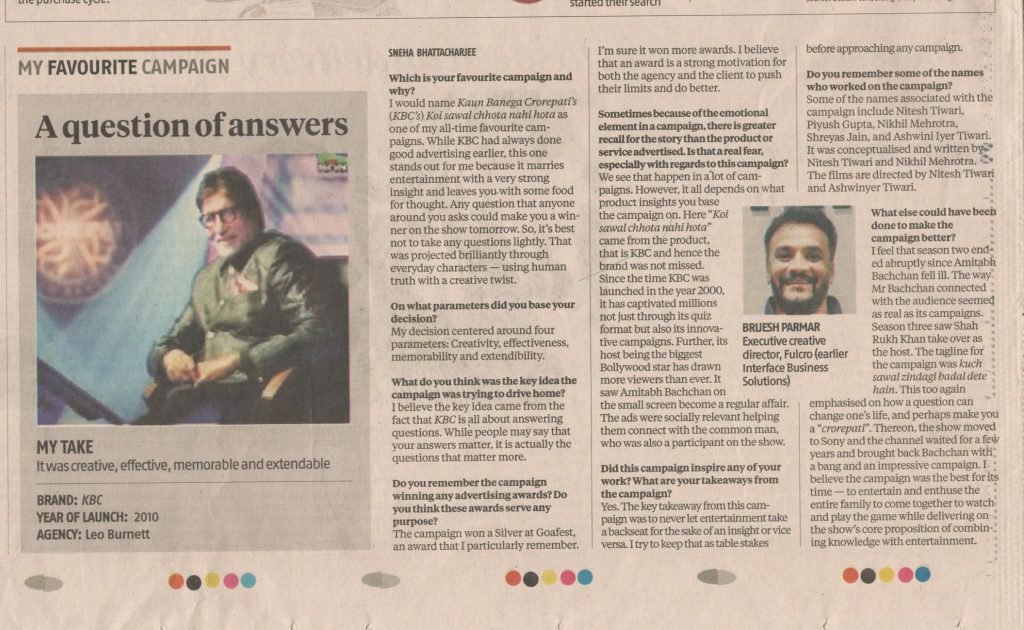 the purchase cycle.
started their search
MY FAVOURITE CAMPAIGN
A question of answers
MY TAKE
It was creative, effective, memorable and extendable
BRAND: KBC
YEAR OF LAUNCH: 2010
AGENCY: Leo Burnett
SNEHA BHATTACHARJEE
Which is your favourite campaign and
why?
I would name Kaun Banega Crorepati's
(KBC's) Koi sawal chhota nahi hota as
one of my all-time favourite cam-
paigns. While KBC had always done
good advertising earlier, this one
stands out for me because it marries
entertainment with a very strong
insight and leaves you with some food
for thought. Any question that anyone
around you asks could make you a win-
ner on the show tomorrow. So, it's best
not to take any questions lightly. That
was projected brilliantly through
everyday characters — using human
truth with a creative twist.
On what parameters did you base your
decision?
My decision centered around four
parameters: Creativity, effectiveness,
memorability and extendibility.
What do you think was the key idea the
campaign was trying to drive home?
I believe the key idea came from the
fact that KBC is all about answering
questions. While people may say that
your answers matter, it is actually the
questions that matter more.
Do you remember the campaign
winning any advertising awards? Do
you think these awards serve any
purpose?
The campaign won a Silver at Goafest,
an award that I particularly remember.
I'm sure it won more awards. I believe
that an award is a strong motivation for
both the agency and the client to push
their limits and do better.
Sometimes because of the emotional
element in a campaign, there is greater
recall for the story than the product or
service advertised. Is that a real fear,
especially with regards to this campaign?
We see that happen in a lot of cam-
paigns. However, it all depends on what
product insights you base
the campaign on. Here "Koi
sawal chhota nahi hota"
came from the product,
that is KBC and hence the
brand was not missed.
Since the time KBC was
launched in the year 2000,
it has captivated millions
not just through its quiz
format but also its innova-
tive campaigns. Further, its
host being the biggest
Bollywood star has drawn
more viewers than ever. It
saw Amitabh Bachchan on
the small screen become a regular affair.
The ads were socially relevant helping
them connect with the common man,
who was also a participant on the show.
Did this campaign inspire any of your
work? What are your takeaways from
the campaign?
Yes. The key takeaway from this cam-
paign was to never let entertainment take
a backseat for the sake of an insight or vice
versa. I try to keep that as table stakes
before approaching any campaign.
Do you remember some of the names
who worked on the campaign?
Some of the names associated with the
campaign include Nitesh Tiwari,
Piyush Gupta, Nikhil Mehrotra,
Shreyas Jain, and Ashwini Iyer Tiwari.
It was conceptualised and written by
Nitesh Tiwari and Nikhil Mehrotra.
The films are directed by Nitesh Tiwari
and Ashwinyer Tiwari.
BRIJESH PARMAR
Executive creative
director, Fulcro (earlier
Interface Business
Solutions)
What else could have been
done to make the
campaign better?
I feel that season two end-
ed abruptly since Amitabh
Bachchan fell ill. The way
Mr Bachchan connected
with the audience seemed
as real as its campaigns.
Season three saw Shah
Rukh Khan take over as
the host. The tagline for
the campaign was kuch
sawal zindagi badal dete
hain. This too again
emphasised on how a question can
change one's life, and perhaps make you
a "crorepati". Thereon, the show moved
to Sony and the channel waited for a few
years and brought back Bachchan with
a bang and an impressive campaign. I
believe the campaign was the best for its
time — to entertain and enthuse the
entire family to come together to watch
and play the game while delivering on
the show's core proposition of combin-
ing knowledge with entertainment.